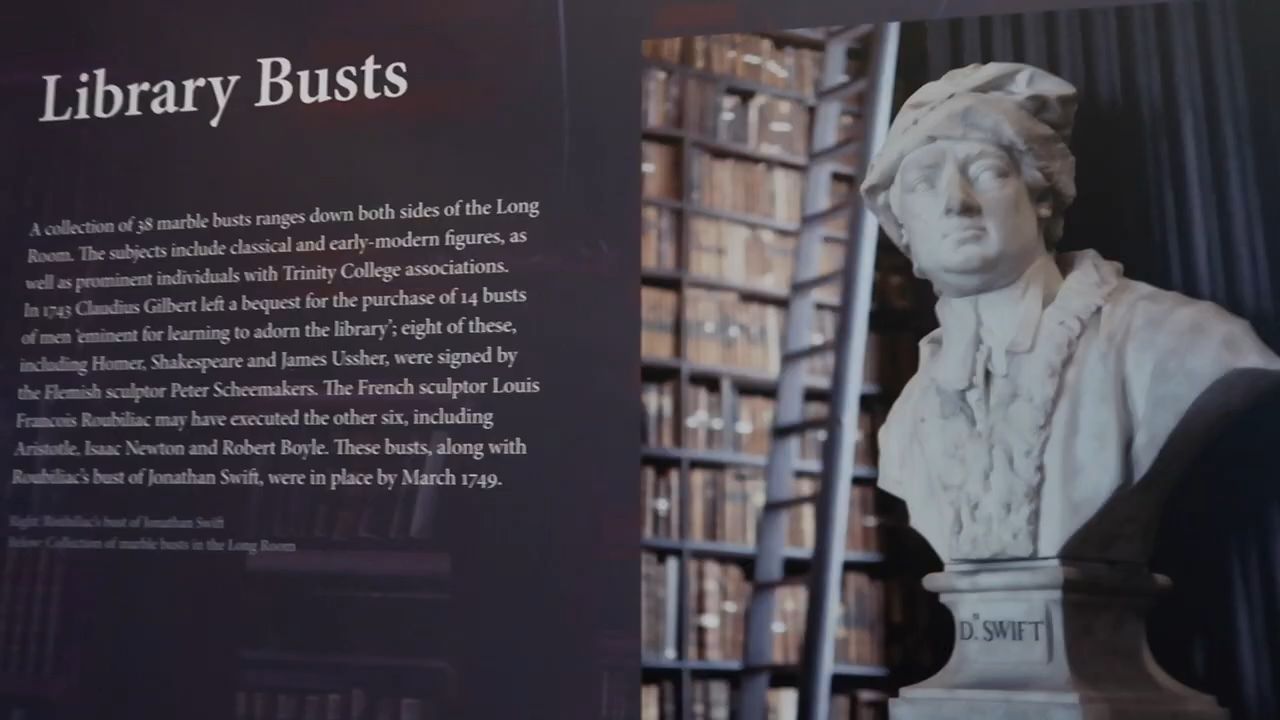 Library Busts
A collection of 38 marble busts ranges down both sides of the Long
Room. The subjects include classical and early-modern figures, as
well as prominent individuals with Trinity College associations.
In 1743 Claudius Gilbert left a bequest for the purchase of 14 busts
of men 'eminent for learning to adorn the library'; eight of these,
including Homer, Shakespeare and James Ussher, were signed by
the Flemish sculptor Peter Scheemakers. The French sculptor Louis
Francois Roubiliac may have executed the other six, including
Aristotle, Isaac Newton and Robert Boyle. These busts, along with
Roubiliac's bust of Jonathan Swift, were in place by March 1749.
Right: Roubiliac's bust of Jonathan Swift
Below: Collection of marble busts in the Long Room
D.R SWIFT